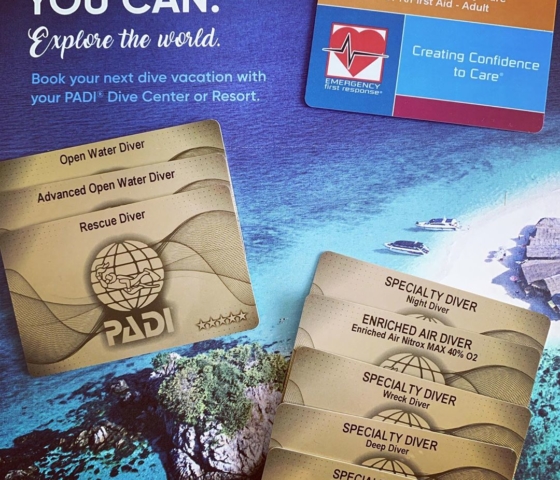 YOU CAN.
Explore the world.
Book your next dive vacation with
your PADI® Dive Center or Resort.
First Aid - Adult
EMERGENCY
first response®
Creating Confidence
to Care®
Open Water Diver
Advanced Open Water Diver
Rescue Diver
PADI
SPECIALTY DIVER
Night Diver
ENRICHED AIR DIVER
Enriched Air Nitrox MAX 40% O2
SPECIALTY DIVER
Wreck Diver
SPECIALTY DIVER
Deep Diver
SPECIALTY